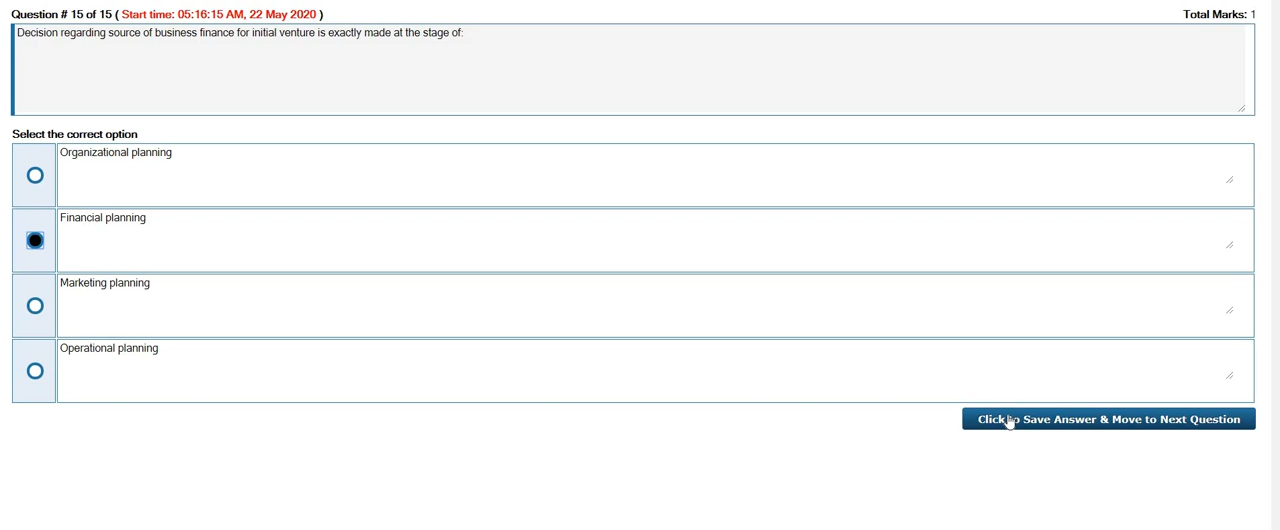 Question # 15 of 15 ( Start time: 05:16:15 AM, 22 May 2020 ) Total Marks: 1
Decision regarding source of business finance for initial venture is exactly made at the stage of:
Select the correct option
Organizational planning
Financial planning
Marketing planning
Operational planning
Click to Save Answer & Move to Next Question